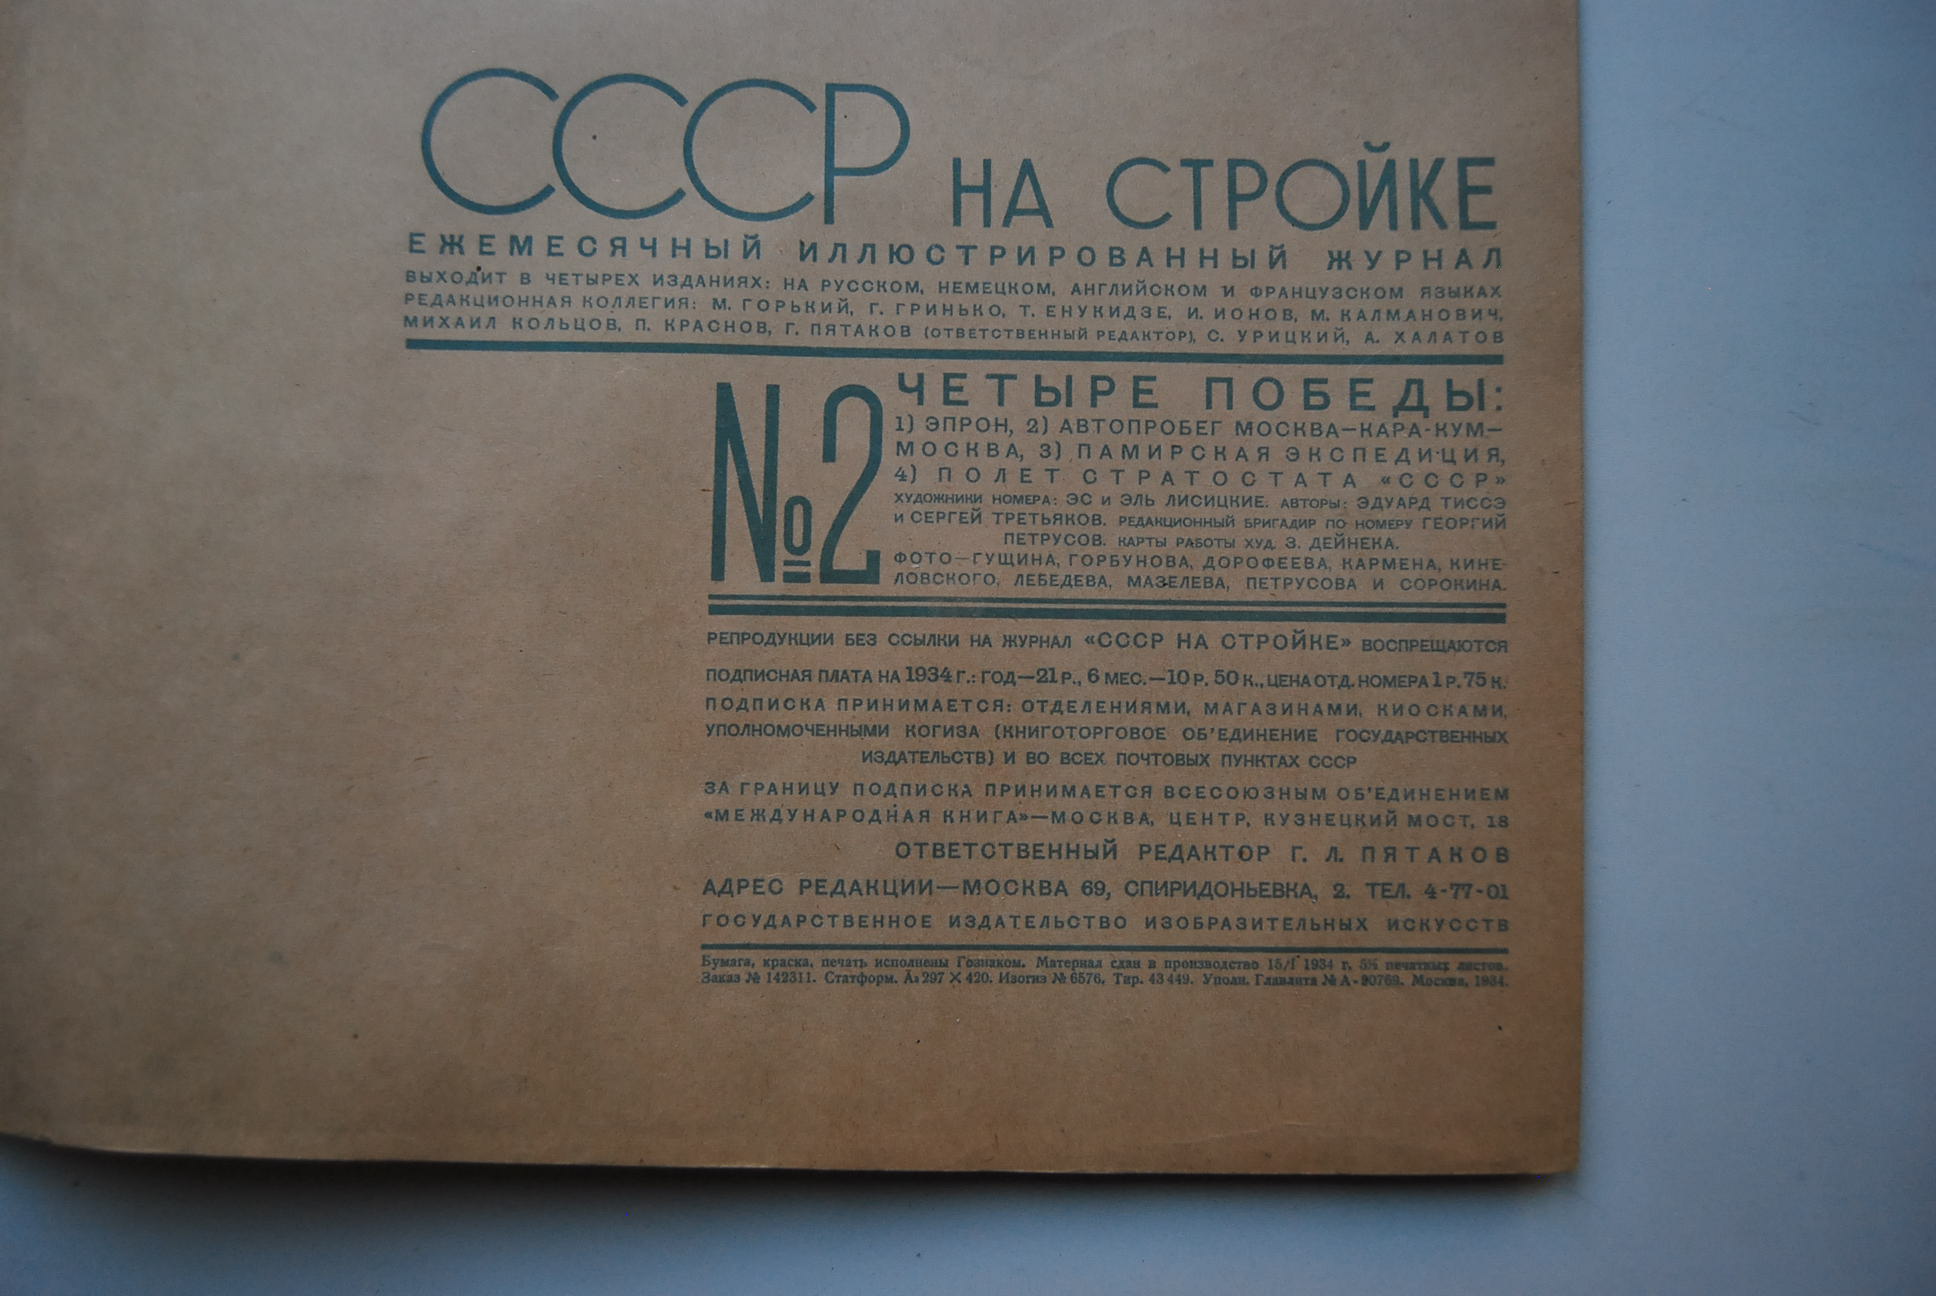 СССР НА СТРОЙКЕ
ЕЖЕМЕСЯЧНЫЙ ИЛЛЮСТРИРОВАННЫЙ ЖУРНАЛ
ВЫХОДИТ В ЧЕТЫРЕХ ИЗДАНИЯХ: НА РУССКОМ, НЕМЕЦКОМ, АНГЛИЙСКОМ И ФРАНЦУЗСКОМ ЯЗЫКАХ
РЕДАКЦИОННАЯ КОЛЛЕГИЯ: М. ГОРЬКИЙ, Г. ГРИНЬКО, Т. ЕНУКИДЗЕ, И. ИОНОВ, М. КАЛМАНОВИЧ,
МИХАИЛ КОЛЬЦОВ, П. КРАСНОВ, Г. ПЯТАКОВ (ОТВЕТСТВЕННЫЙ РЕДАКТОР), С. УРИЦКИЙ, А. ХАЛАТОВ
№2
ЧЕТЫРЕ ПОБЕДЫ:
1) ЭПРОН, 2) АВТОПРОБЕГ МОСКВА—КАРА-КУМ—
МОСКВА, 3) ПАМИРСКАЯ ЭКСПЕДИЦИЯ,
4) ПОЛЕТ СТРАТОСТАТА «СССР»
ХУДОЖНИКИ НОМЕРА: ЭС И ЭЛЬ ЛИСИЦКИЕ. АВТОРЫ: ЭДУАРД ТИССЭ
И СЕРГЕЙ ТРЕТЬЯКОВ. РЕДАКЦИОННЫЙ БРИГАДИР ПО НОМЕРУ ГЕОРГИЙ
ПЕТРУСОВ. КАРТЫ РАБОТЫ ХУД. З. ДЕЙНЕКА.
ФОТО—ГУЩИНА, ГОРБУНОВА, ДОРОФЕЕВА, КАРМЕНА, КИНЕ-
ЛОВСКОГО, ЛЕБЕДЕВА, МАЗЕЛЕВА, ПЕТРУСОВА И СОРОКИНА.
РЕПРОДУКЦИИ БЕЗ ССЫЛКИ НА ЖУРНАЛ «СССР НА СТРОЙКЕ» ВОСПРЕЩАЮТСЯ
ПОДПИСНАЯ ПЛАТА НА 1934 Г.: ГОД—21 Р., 6 МЕС.—10 Р. 50 К., ЦЕНА ОТД. НОМЕРА 1 Р. 75 К.
ПОДПИСКА ПРИНИМАЕТСЯ: ОТДЕЛЕНИЯМИ, МАГАЗИНАМИ, КИОСКАМИ,
УПОЛНОМОЧЕННЫМИ КОГИЗА (КНИГОТОРГОВОЕ ОБ'ЕДИНЕНИЕ ГОСУДАРСТВЕННЫХ
ИЗДАТЕЛЬСТВ) И ВО ВСЕХ ПОЧТОВЫХ ПУНКТАХ СССР
ЗА ГРАНИЦУ ПОДПИСКА ПРИНИМАЕТСЯ ВСЕСОЮЗНЫМ ОБ'ЕДИНЕНИЕМ
«МЕЖДУНАРОДНАЯ КНИГА»—МОСКВА, ЦЕНТР, КУЗНЕЦКИЙ МОСТ, 18
ОТВЕТСТВЕННЫЙ РЕДАКТОР Г. Л. ПЯТАКОВ
АДРЕС РЕДАКЦИИ—МОСКВА 69, СПИРИДОНЬЕВКА, 2. ТЕЛ. 4-77-01
ГОСУДАРСТВЕННОЕ ИЗДАТЕЛЬСТВО ИЗОБРАЗИТЕЛЬНЫХ ИСКУССТВ
Бумага, краска, печать исполнены Гознаком. Материал сдан в производство 15/I 1934 г. 5½ печатных листов.
Заказ № 142311. Статформ. А₃ 297 × 420. Изогиз № 6576. Тир. 43 449. Уполн. Главлита № А-90769. Москва, 1934.